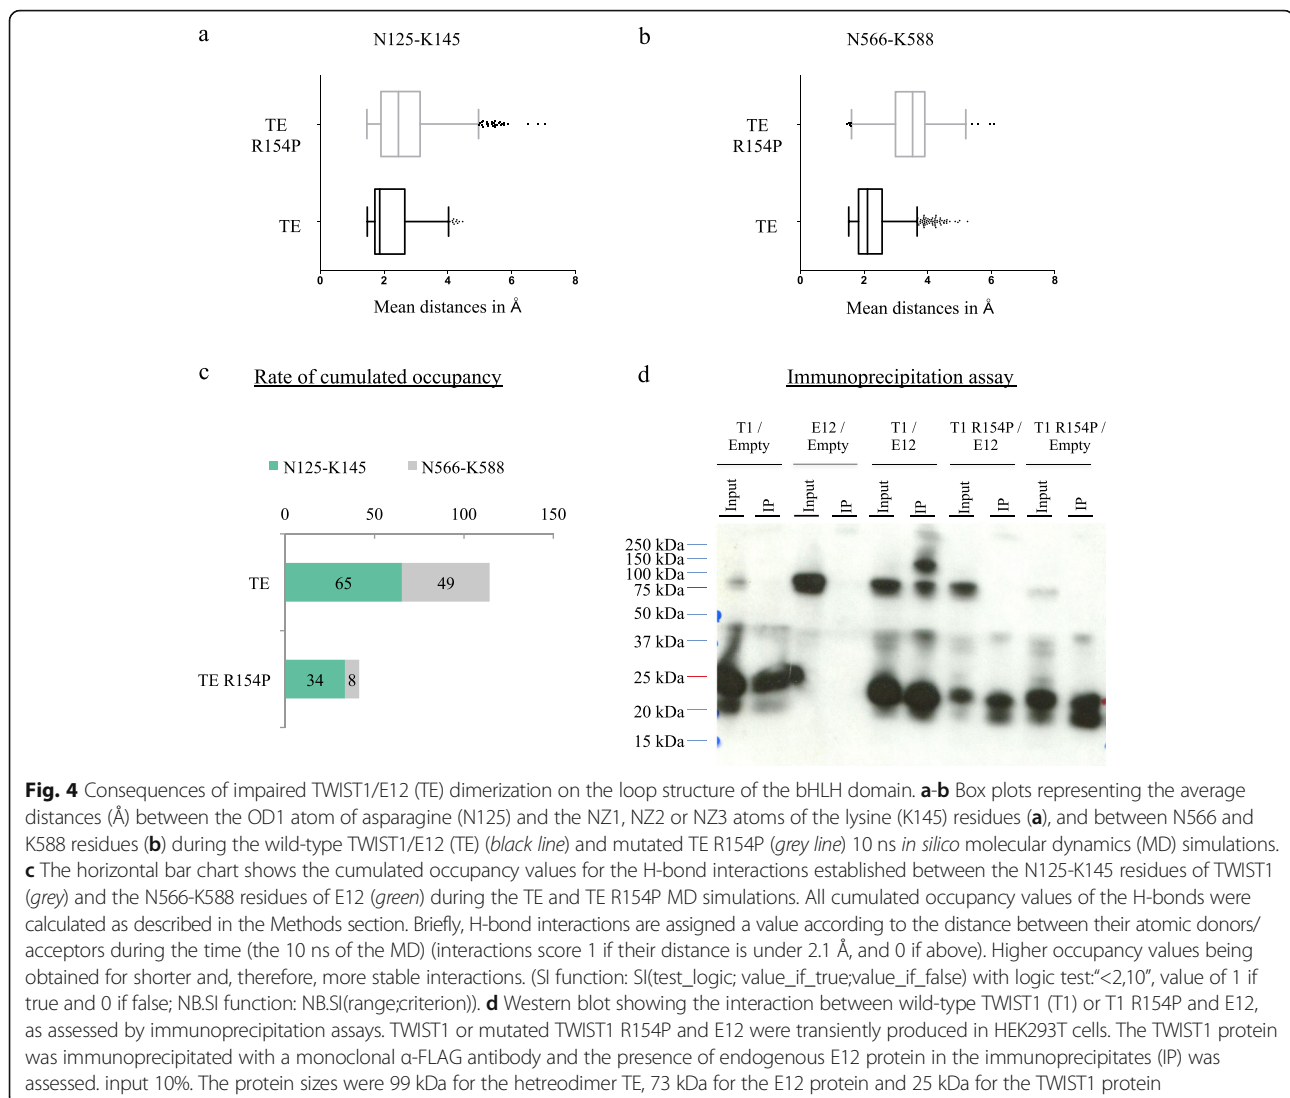 a
N125-K145
TE
R154P
TE
0 2 4 6 8
Mean distances in Å
b
N566-K588
TE
R154P
TE
0 2 4 6 8
Mean distances in Å
c
Rate of cumulated occupancy
N125-K145 N566-K588
0 50 100 150
TE 65 49
TE R154P 34 8
d
Immunoprecipitation assay
T1 / Empty
E12 / Empty
T1 / E12
T1 R154P / E12
T1 R154P / Empty
Input IP Input IP Input IP Input IP Input IP
250 kDa
150 kDa
100 kDa
75 kDa
50 kDa
37 kDa
25 kDa
20 kDa
15 kDa
Fig. 4 Consequences of impaired TWIST1/E12 (TE) dimerization on the loop structure of the bHLH domain. a-b Box plots representing the average
distances (Å) between the OD1 atom of asparagine (N125) and the NZ1, NZ2 or NZ3 atoms of the lysine (K145) residues (a), and between N566 and
K588 residues (b) during the wild-type TWIST1/E12 (TE) (black line) and mutated TE R154P (grey line) 10 ns in silico molecular dynamics (MD) simulations.
c The horizontal bar chart shows the cumulated occupancy values for the H-bond interactions established between the N125-K145 residues of TWIST1
(grey) and the N566-K588 residues of E12 (green) during the TE and TE R154P MD simulations. All cumulated occupancy values of the H-bonds were
calculated as described in the Methods section. Briefly, H-bond interactions are assigned a value according to the distance between their atomic donors/
acceptors during the time (the 10 ns of the MD) (interactions score 1 if their distance is under 2.1 Å, and 0 if above). Higher occupancy values being
obtained for shorter and, therefore, more stable interactions. (SI function: SI(test_logic; value_if_true;value_if_false) with logic test:“<2,10”, value of 1 if
true and 0 if false; NB.SI function: NB.SI(range;criterion)). d Western blot showing the interaction between wild-type TWIST1 (T1) or T1 R154P and E12,
as assessed by immunoprecipitation assays. TWIST1 or mutated TWIST1 R154P and E12 were transiently produced in HEK293T cells. The TWIST1 protein
was immunoprecipitated with a monoclonal α-FLAG antibody and the presence of endogenous E12 protein in the immunoprecipitates (IP) was
assessed. input 10%. The protein sizes were 99 kDa for the hetreodimer TE, 73 kDa for the E12 protein and 25 kDa for the TWIST1 protein